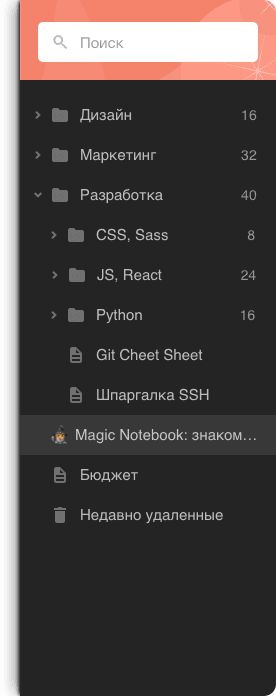 Поиск
Дизайн 16
Маркетинг 32
Разработка 40
CSS, Sass 8
JS, React 24
Python 16
Git Cheet Sheet
Шпаргалка SSH
Magic Notebook: знаком...
Бюджет
Недавно удаленные